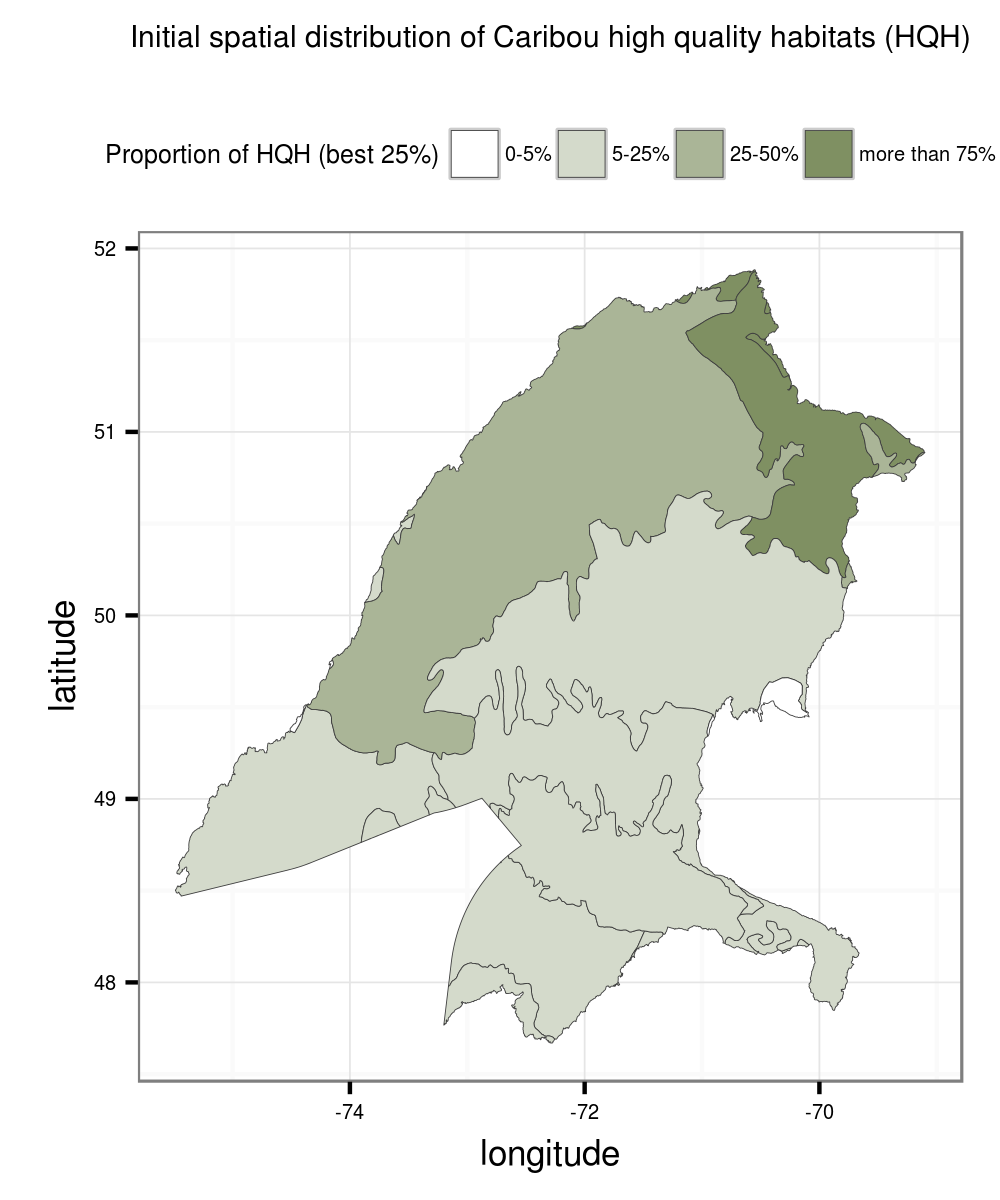 Initial spatial distribution of Caribou high quality habitats (HQH)
Proportion of HQH (best 25%) 0-5% 5-25% 25-50% more than 75%
52
51
50
49
48
latitude
-74 -72 -70
longitude